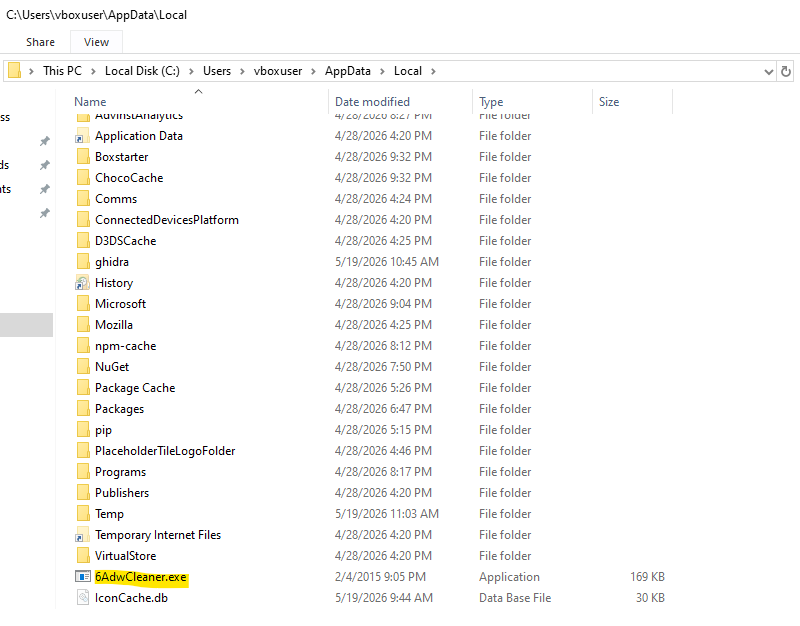 C:\Users\vboxuser\AppData\Local
Share View
This PC > Local Disk (C:) > Users > vboxuser > AppData > Local >
Name Date modified Type Size
ss
AdvinstAnalytics 4/28/2026 8:27 PM File folder
Application Data 4/28/2026 4:20 PM File folder
Boxstarter 4/28/2026 9:32 PM File folder
ds
ChocoCache 4/28/2026 9:32 PM File folder
nts
Comms 4/28/2026 4:24 PM File folder
ConnectedDevicesPlatform 4/28/2026 4:20 PM File folder
D3DSCache 4/28/2026 4:25 PM File folder
ghidra 5/19/2026 10:45 AM File folder
History 4/28/2026 4:20 PM File folder
Microsoft 4/28/2026 9:04 PM File folder
Mozilla 4/28/2026 4:25 PM File folder
npm-cache 4/28/2026 8:12 PM File folder
NuGet 4/28/2026 7:50 PM File folder
Package Cache 4/28/2026 5:26 PM File folder
Packages 4/28/2026 6:47 PM File folder
pip 4/28/2026 5:15 PM File folder
PlaceholderTileLogoFolder 4/28/2026 4:46 PM File folder
Programs 4/28/2026 8:17 PM File folder
Publishers 4/28/2026 4:20 PM File folder
Temp 5/19/2026 11:03 AM File folder
Temporary Internet Files 4/28/2026 4:20 PM File folder
VirtualStore 4/28/2026 4:20 PM File folder
6AdwCleaner.exe 2/4/2015 9:05 PM Application 169 KB
IconCache.db 5/19/2026 9:44 AM Data Base File 30 KB